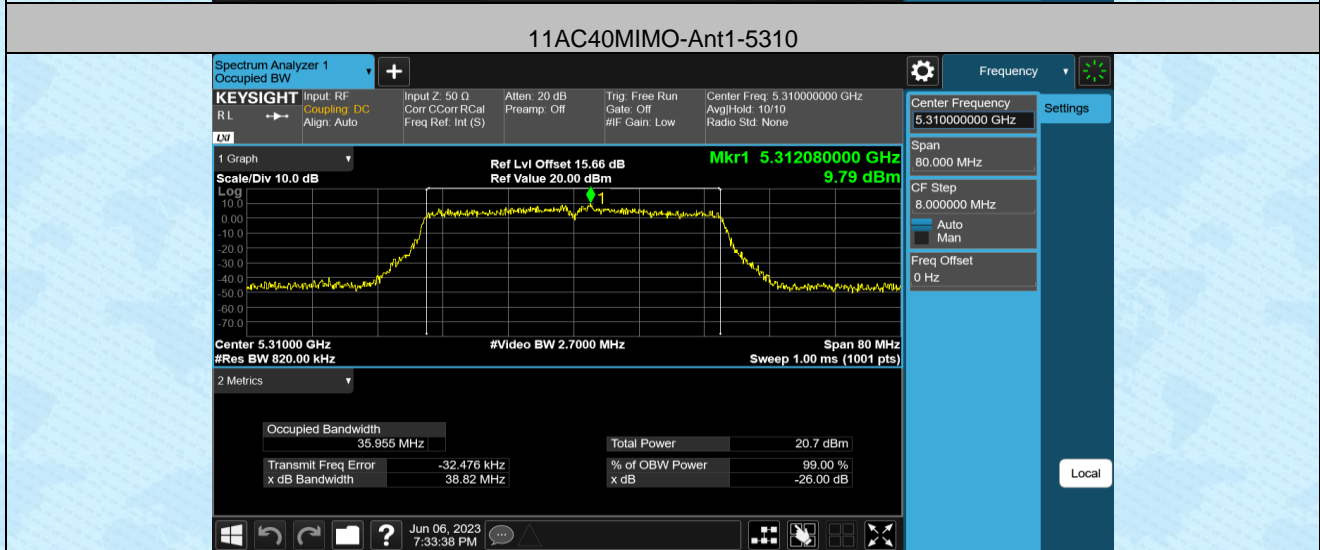 11AC40MIMO-Ant1-5310
Spectrum Analyzer 1
Occupied BW
+
Frequency
KEYSIGHT
R L
LXI
Input: RF
Coupling: DC
Align: Auto
Input Z: 50 Ω
Corr CCorr RCal
Freq Ref: Int (S)
Atten: 20 dB
Preamp: Off
Trig: Free Run
Gate: Off
#IF Gain: Low
Center Freq: 5.310000000 GHz
Avg|Hold: 10/10
Radio Std: None
Center Frequency
5.310000000 GHz
Settings
Span
80.000 MHz
CF Step
8.000000 MHz
Auto
Man
Freq Offset
0 Hz
1 Graph
Scale/Div 10.0 dB
Ref Lvl Offset 15.66 dB
Ref Value 20.00 dBm
Mkr1 5.312080000 GHz
9.79 dBm
Log
10.0
0.00
-10.0
-20.0
-30.0
-40.0
-50.0
-60.0
-70.0
1
Center 5.31000 GHz
#Res BW 820.00 kHz
#Video BW 2.7000 MHz
Span 80 MHz
Sweep 1.00 ms (1001 pts)
2 Metrics
Occupied Bandwidth
35.955 MHz
Total Power 20.7 dBm
Transmit Freq Error -32.476 kHz
% of OBW Power 99.00 %
x dB Bandwidth 38.82 MHz
x dB -26.00 dB
Local
?
Jun 06, 2023
7:33:38 PM